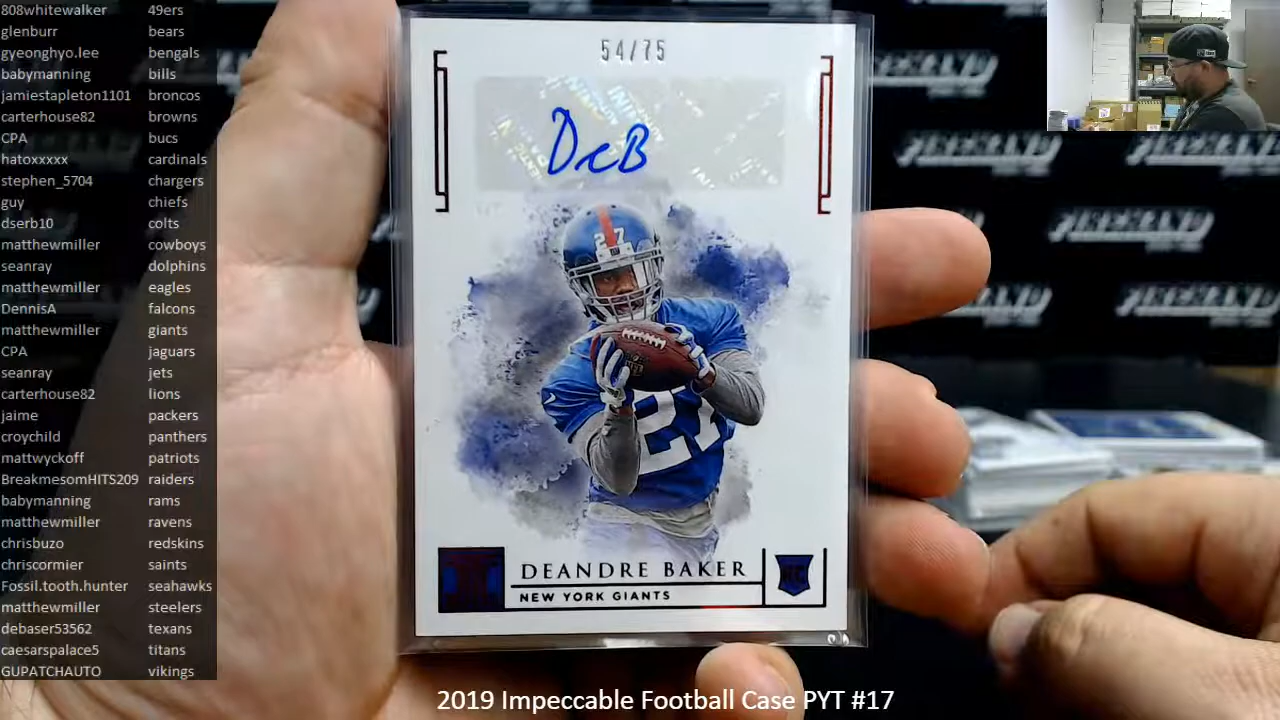 808whitewalker 49ers
glenburr bears
gyeonghyo.lee bengals
babymanning bills
jamiestapleton1101 broncos
carterhouse82 browns
CPA bucs
hatoxxxxx cardinals
stephen_5704 chargers
guy chiefs
dserb10 colts
matthewmiller cowboys
seanray dolphins
matthewmiller eagles
DennisA falcons
matthewmiller giants
CPA jaguars
seanray jets
carterhouse82 lions
jaime packers
croychild panthers
mattwyckoff patriots
BreakmesomHITS209 raiders
babymanning rams
matthewmiller ravens
chrisbuzo redskins
chriscormier saints
Fossil.tooth.hunter seahawks
matthewmiller steelers
debaser53562 texans
caesarspalace5 titans
GUPATCHAUTO vikings
54/75
DeB
27
27
DEANDRE BAKER
NEW YORK GIANTS
RC
2019 Impeccable Football Case PYT #17